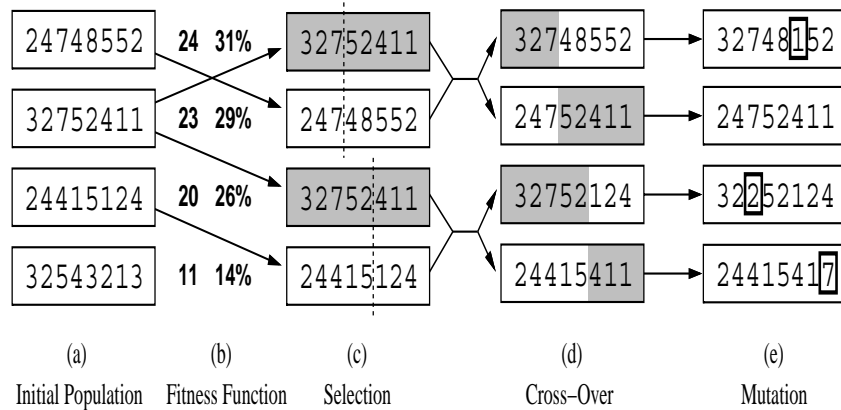 24748552 24 31% 32752411 32748552 32748152
32752411 23 29% 24748552 24752411 24752411
24415124 20 26% 32752411 32752124 32252124
32543213 11 14% 24415124 24415411 24415417
(a) (b) (c) (d) (e)
Initial Population Fitness Function Selection Cross−Over Mutation